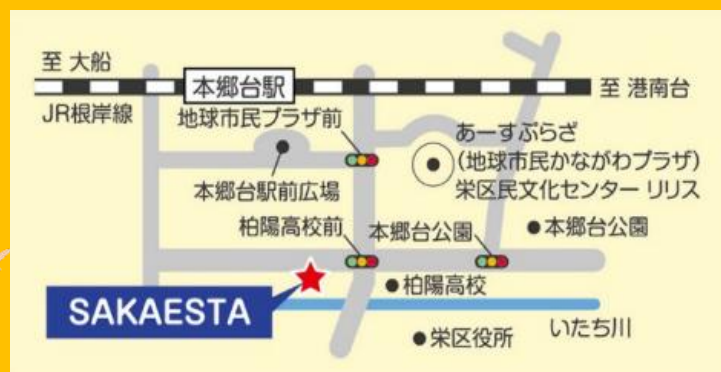 至 大船
本郷台駅
至 港南台
JR根岸線
地球市民プラザ前
あーすぷらざ
(地球市民かながわプラザ)
栄区民文化センター リリス
本郷台駅前広場
柏陽高校前
本郷台公園
本郷台公園
柏陽高校
SAKAESTA
いたち川
栄区役所